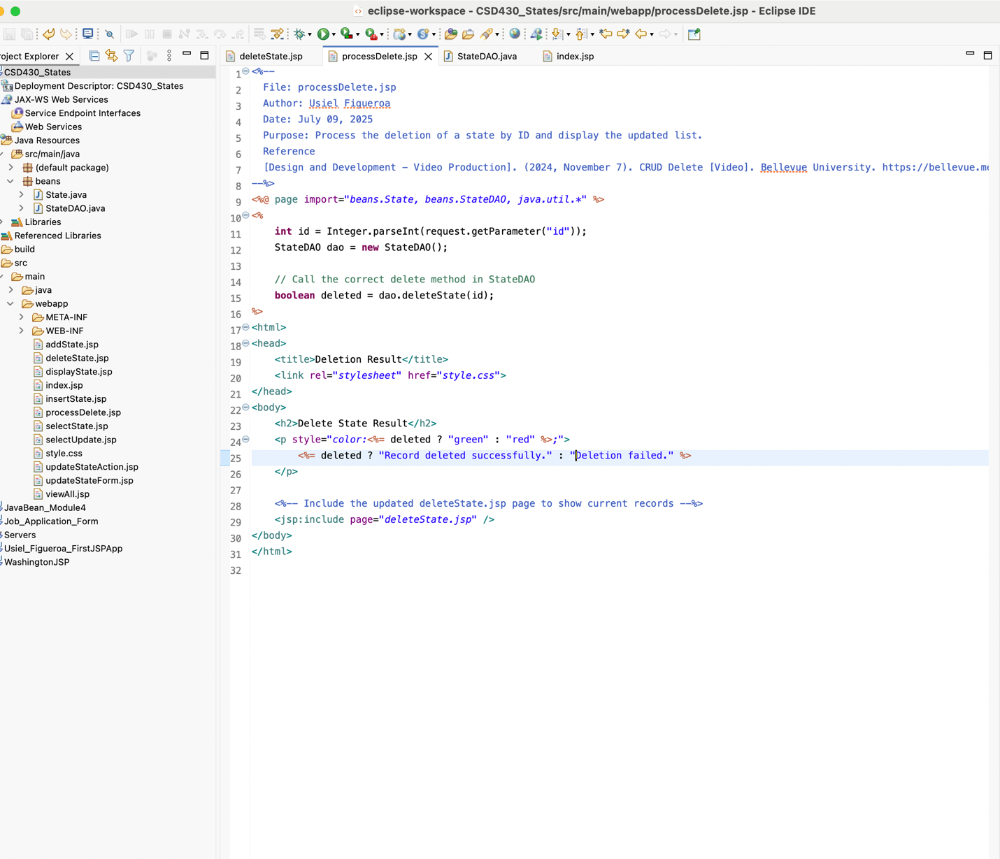 eclipse-workspace - CSD430_States/src/main/webapp/processDelete.jsp - Eclipse IDE
roject Explorer
CSD430_States
Deployment Descriptor: CSD430_States
JAX-WS Web Services
Service Endpoint Interfaces
Web Services
Java Resources
src/main/java
(default package)
beans
State.java
StateDAO.java
Libraries
Referenced Libraries
build
src
main
java
webapp
META-INF
WEB-INF
addState.jsp
deleteState.jsp
displayState.jsp
index.jsp
insertState.jsp
processDelete.jsp
selectState.jsp
selectUpdate.jsp
style.css
updateStateAction.jsp
updateStateForm.jsp
viewAll.jsp
JavaBean_Module4
Job_Application_Form
Servers
Usiel_Figueroa_FirstJSPApp
WashingtonJSP
deleteState.jsp processDelete.jsp StateDAO.java index.jsp
1 <%--
2 File: processDelete.jsp
3 Author: Usiel Figueroa
4 Date: July 09, 2025
5 Purpose: Process the deletion of a state by ID and display the updated list.
6 Reference
7 [Design and Development – Video Production]. (2024, November 7). CRUD Delete [Video]. Bellevue University. https://bellevue.me
8 --%>
9 <%@ page import="beans.State, beans.StateDAO, java.util.*" %>
10 <%
11 int id = Integer.parseInt(request.getParameter("id"));
12 StateDAO dao = new StateDAO();
13
14 // Call the correct delete method in StateDAO
15 boolean deleted = dao.deleteState(id);
16 %>
17 <html>
18 <head>
19 <title>Deletion Result</title>
20 <link rel="stylesheet" href="style.css">
21 </head>
22 <body>
23 <h2>Delete State Result</h2>
24 <p style="color:<%= deleted ? "green" : "red" %>;">
25 <%= deleted ? "Record deleted successfully." : "Deletion failed." %>
26 </p>
27
28 <%-- Include the updated deleteState.jsp page to show current records --%>
29 <jsp:include page="deleteState.jsp" />
30 </body>
31 </html>
32